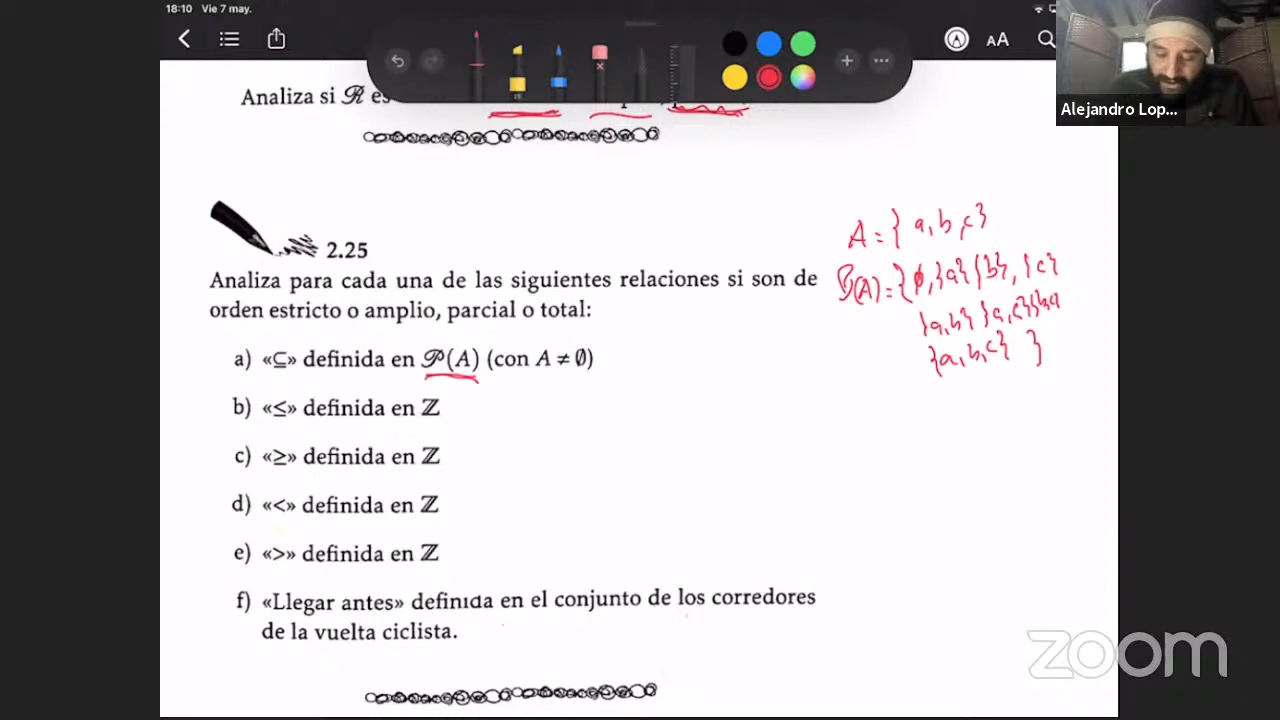 18:10 Vie 7 may.
AA
Alejandro Lop...
Analiza si ℛ es
2.25
Analiza para cada una de las siguientes relaciones si son de
orden estricto o amplio, parcial o total:
a) «⊆» definida en 𝒫(A) (con A ≠ ∅)
b) «≤» definida en ℤ
c) «≥» definida en ℤ
d) «<» definida en ℤ
e) «>» definida en ℤ
f) «Llegar antes» definida en el conjunto de los corredores
de la vuelta ciclista.
A = { a, b, c }
P(A) = { ∅, {a} {b}, {c}
{a, b} {a, c}
{a, b, c} }
zoom